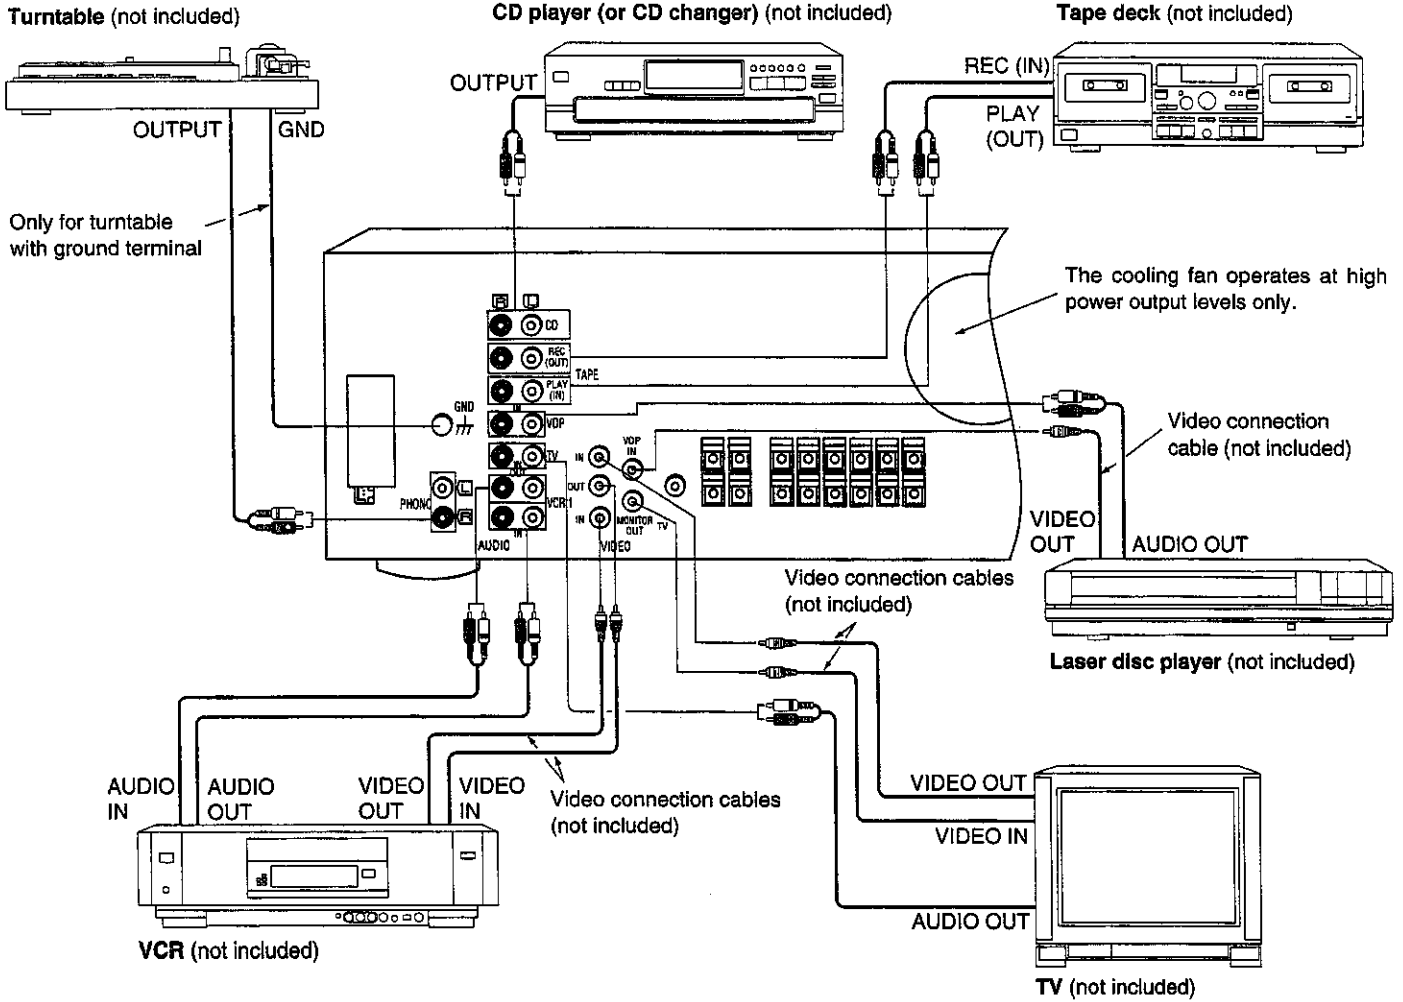 Turntable (not included)
CD player (or CD changer) (not included)
Tape deck (not included)
OUTPUT
GND
OUTPUT
REC (IN)
PLAY
(OUT)
Only for turntable
with ground terminal
The cooling fan operates at high
power output levels only.
R
L
CD
REC
(OUT)
TAPE
PLAY
(IN)
IN
GND
VDP
TV
IN
OUT
VCR 1
IN
AUDIO
PHONO
L
R
IN
OUT
IN
VDP
IN
MONITOR
OUT
TV
VIDEO
Video connection
cable (not included)
VIDEO
OUT
AUDIO OUT
Laser disc player (not included)
Video connection cables
(not included)
AUDIO
IN
AUDIO
OUT
VIDEO
OUT
VIDEO
IN
Video connection cables
(not included)
VCR (not included)
VIDEO OUT
VIDEO IN
AUDIO OUT
TV (not included)